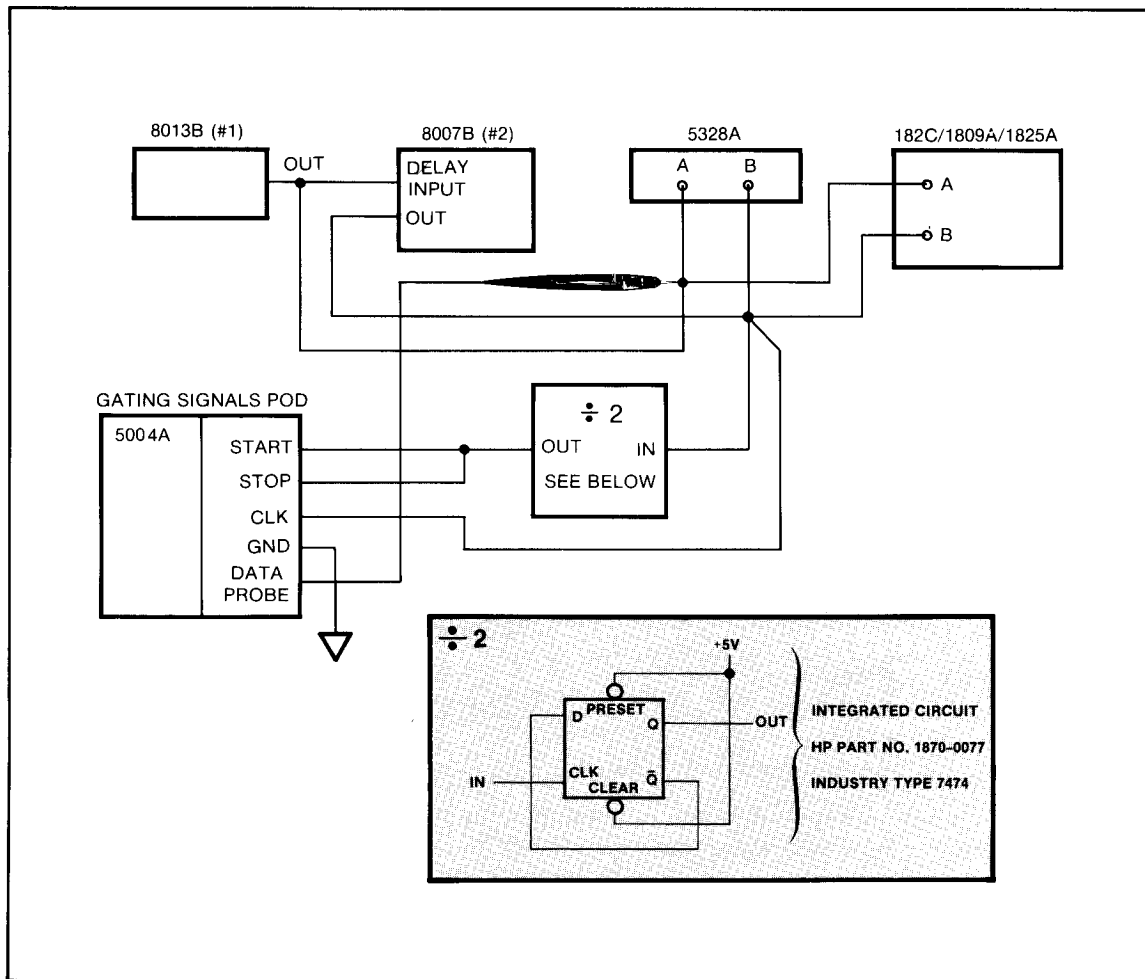 8013B (#1)
8007B (#2)
5328A
182C/1809A/1825A
OUT
DELAY
INPUT
OUT
A
B
A
B
GATING SIGNALS POD
5004A
START
STOP
CLK
GND
DATA
PROBE
÷ 2
OUT
IN
SEE BELOW
÷ 2
+5V
D
PRESET
Q
OUT
IN
CLK
CLEAR
Q̄
INTEGRATED CIRCUIT
HP PART NO. 1870-0077
INDUSTRY TYPE 7474